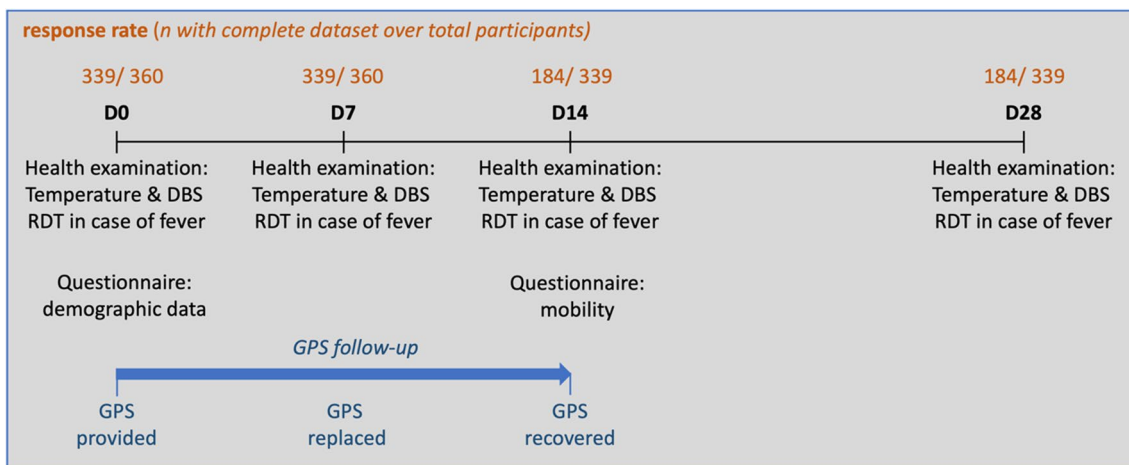 response rate (n with complete dataset over total participants)
339/ 360
339/ 360
184/ 339
184/ 339
D0
D7
D14
D28
Health examination:
Temperature & DBS
RDT in case of fever
Health examination:
Temperature & DBS
RDT in case of fever
Health examination:
Temperature & DBS
RDT in case of fever
Health examination:
Temperature & DBS
RDT in case of fever
Questionnaire:
demographic data
Questionnaire:
mobility
GPS follow-up
GPS
provided
GPS
replaced
GPS
recovered